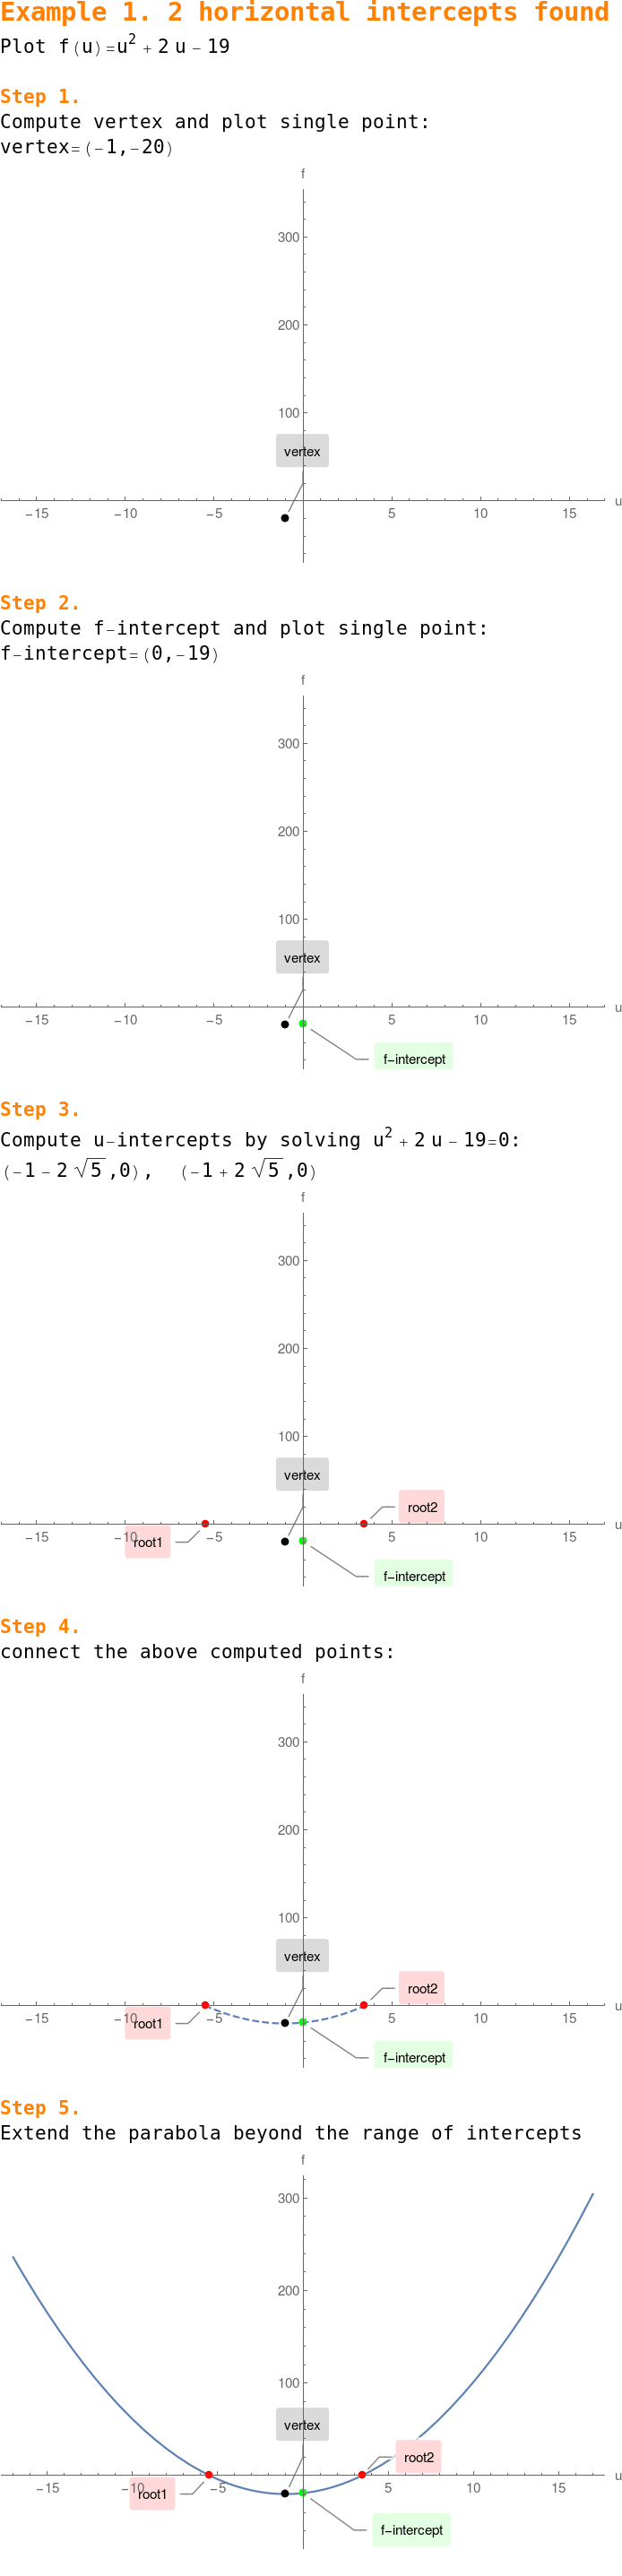 Example 1. 2 horizontal intercepts found
Plot f(u)=u² + 2 u − 19
Step 1.
Compute vertex and plot single point:
vertex=(−1,−20)
f
300
200
100
vertex
−15 −10 −5 5 10 15 u
Step 2.
Compute f−intercept and plot single point:
f−intercept=(0,−19)
f
300
200
100
vertex
−15 −10 −5 5 10 15 u
f−intercept
Step 3.
Compute u−intercepts by solving u² + 2 u − 19=0:
(−1 − 2 √5 ,0), (−1 + 2 √5 ,0)
f
300
200
100
vertex
root2
−15 −10 −5 5 10 15 u
root1
f−intercept
Step 4.
connect the above computed points:
f
300
200
100
vertex
root2
−15 −10 −5 5 10 15 u
root1
f−intercept
Step 5.
Extend the parabola beyond the range of intercepts
f
300
200
100
vertex
root2
−15 −10 −5 5 10 15 u
root1
f−intercept